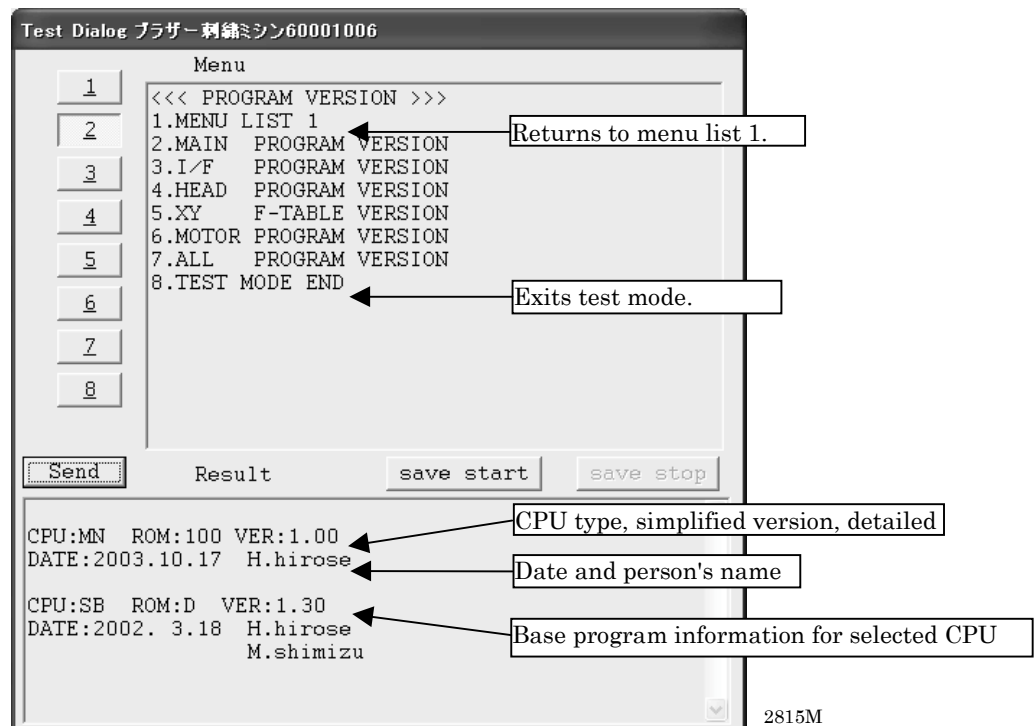 Test Dialog ブラザー刺繍ミシン60001006
Menu
1
2
3
4
5
6
7
8
<<< PROGRAM VERSION >>>
1.MENU LIST 1
2.MAIN PROGRAM VERSION
3.I/F PROGRAM VERSION
4.HEAD PROGRAM VERSION
5.XY F-TABLE VERSION
6.MOTOR PROGRAM VERSION
7.ALL PROGRAM VERSION
8.TEST MODE END
Returns to menu list 1.
Exits test mode.
Send
Result
save start
save stop
CPU:MN ROM:100 VER:1.00
DATE:2003.10.17 H.hirose
CPU:SB ROM:D VER:1.30
DATE:2002. 3.18 H.hirose
M.shimizu
CPU type, simplified version, detailed
Date and person's name
Base program information for selected CPU
2815M